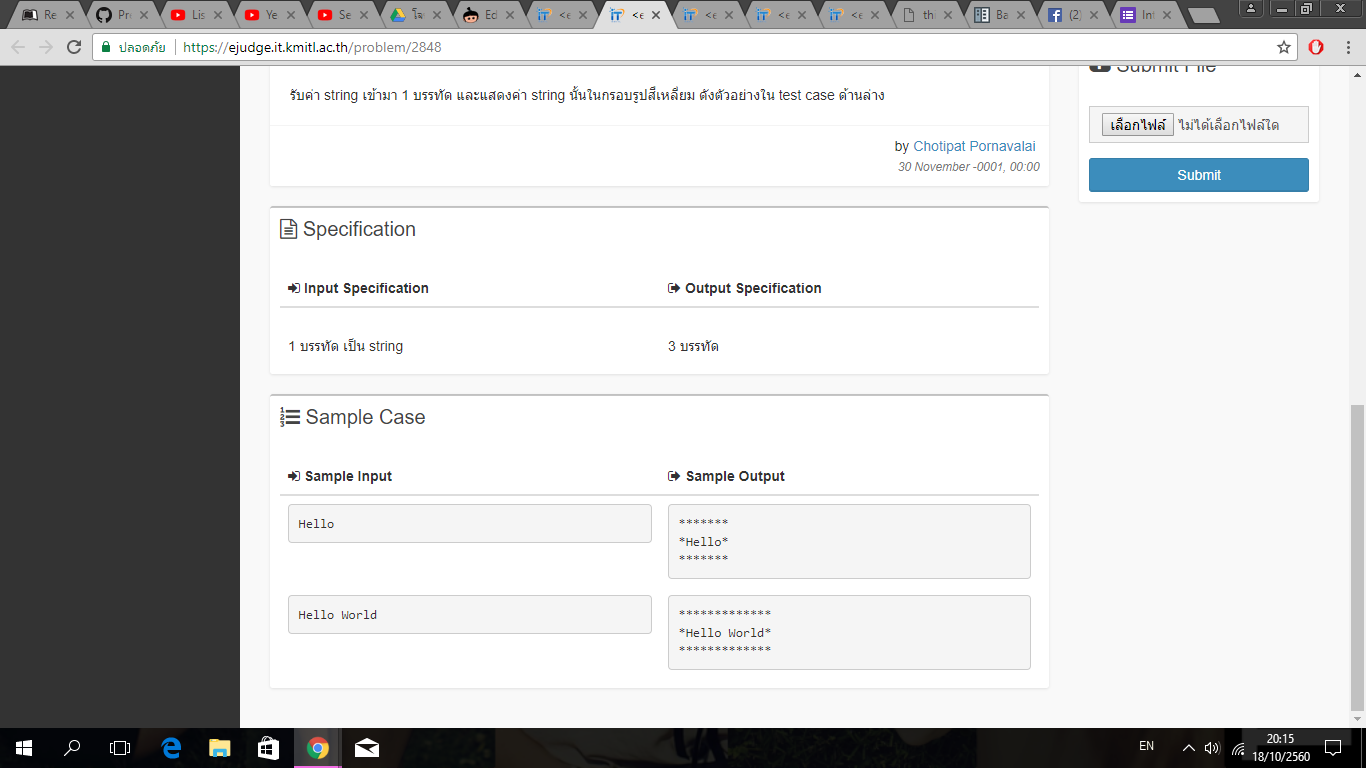 Re
Pr
Lis
Ye
Se
โจ
Ed
<e
<e
<e
<e
<e
th
Ba
(2)
Int
ปลอดภัย https://ejudge.it.kmitl.ac.th/problem/2848
Submit File
รับค่า string เข้ามา 1 บรรทัด และแสดงค่า string นั้นในกรอบรูปสี่เหลี่ยม ดังตัวอย่างใน test case ด้านล่าง
เลือกไฟล์ ไม่ได้เลือกไฟล์ใด
by Chotipat Pornavalai
30 November -0001, 00:00
Submit
Specification
Input Specification
Output Specification
1 บรรทัด เป็น string
3 บรรทัด
Sample Case
Sample Input
Sample Output
Hello
*******
*Hello*
*******
Hello World
*************
*Hello World*
*************
EN
20:15
18/10/2560